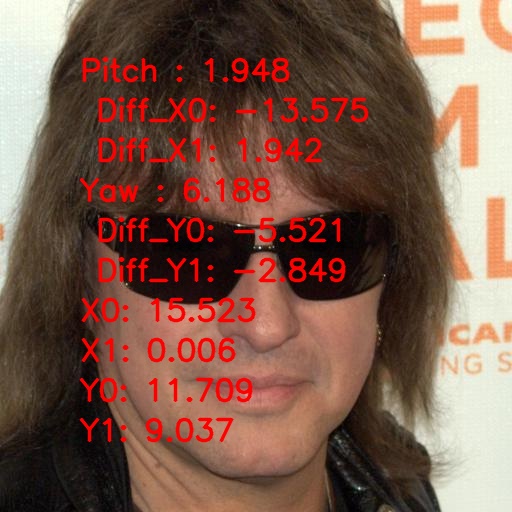 Pitch : 1.948
Diff_X0: -13.575
Diff_X1: 1.942
Yaw : 6.188
Diff_Y0: -5.521
Diff_Y1: -2.849
X0: 15.523
X1: 0.006
Y0: 11.709
Y1: 9.037